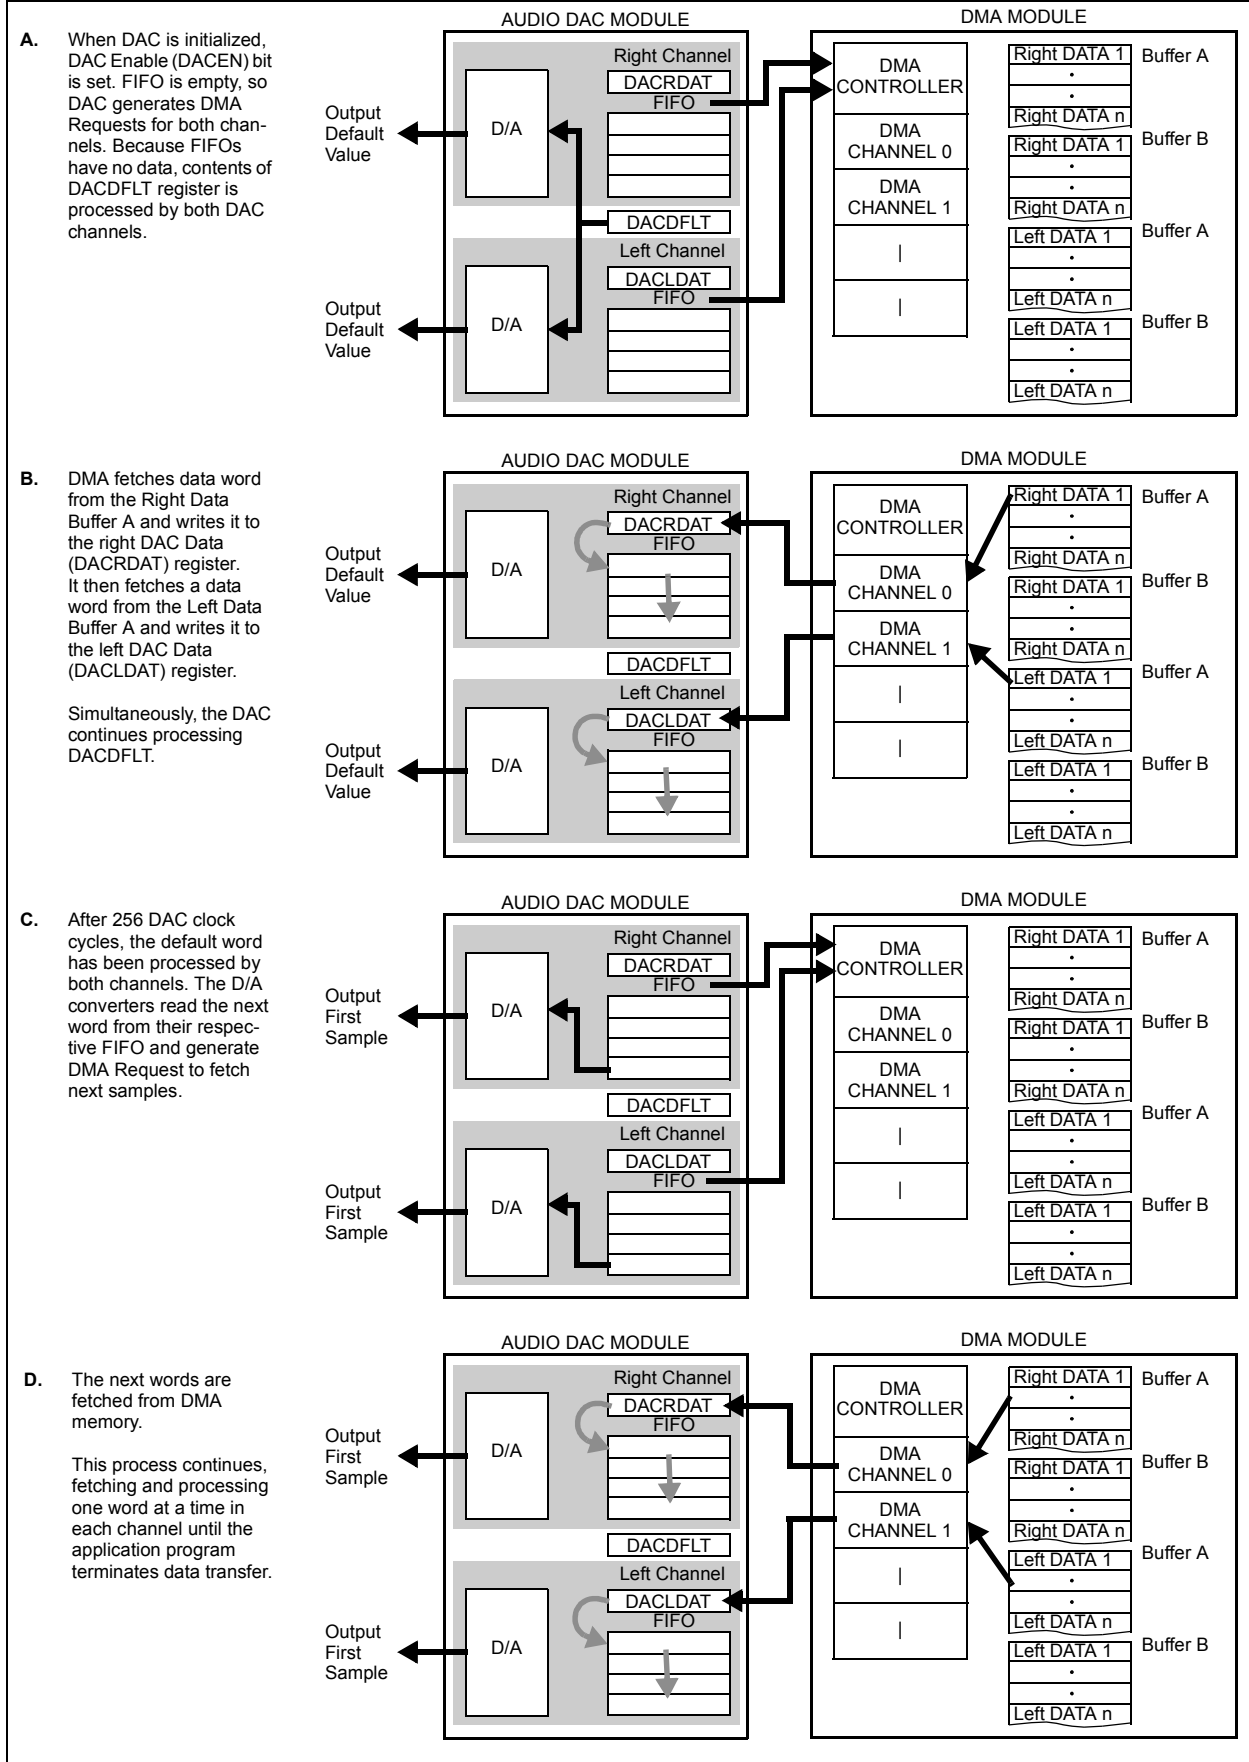 AUDIO DAC MODULE
DMA MODULE
A.
When DAC is initialized,
DAC Enable (DACEN) bit
is set. FIFO is empty, so
DAC generates DMA
Requests for both chan-
nels. Because FIFOs
have no data, contents of
DACDFLT register is
processed by both DAC
channels.
Output
Default
Value
D/A
Right Channel
DACRDAT
FIFO
DACDFLT
Output
Default
Value
D/A
Left Channel
DACLDAT
FIFO
DMA
CONTROLLER
DMA
CHANNEL 0
DMA
CHANNEL 1
|
|
Right DATA 1
Buffer A
.
.
Right DATA n
Right DATA 1
Buffer B
.
.
Right DATA n
Left DATA 1
Buffer A
.
.
Left DATA n
Left DATA 1
Buffer B
.
.
Left DATA n
AUDIO DAC MODULE
DMA MODULE
B.
DMA fetches data word
from the Right Data
Buffer A and writes it to
the right DAC Data
(DACRDAT) register.
It then fetches a data
word from the Left Data
Buffer A and writes it to
the left DAC Data
(DACLDAT) register.
Simultaneously, the DAC
continues processing
DACDFLT.
Output
Default
Value
D/A
Right Channel
DACRDAT
FIFO
DACDFLT
Output
Default
Value
D/A
Left Channel
DACLDAT
FIFO
DMA
CONTROLLER
DMA
CHANNEL 0
DMA
CHANNEL 1
|
|
Right DATA 1
Buffer A
.
.
Right DATA n
Right DATA 1
Buffer B
.
.
Right DATA n
Left DATA 1
Buffer A
.
.
Left DATA n
Left DATA 1
Buffer B
.
.
Left DATA n
AUDIO DAC MODULE
DMA MODULE
C.
After 256 DAC clock
cycles, the default word
has been processed by
both channels. The D/A
converters read the next
word from their respec-
tive FIFO and generate
DMA Request to fetch
next samples.
Output
First
Sample
D/A
Right Channel
DACRDAT
FIFO
DACDFLT
Output
First
Sample
D/A
Left Channel
DACLDAT
FIFO
DMA
CONTROLLER
DMA
CHANNEL 0
DMA
CHANNEL 1
|
|
Right DATA 1
Buffer A
.
.
Right DATA n
Right DATA 1
Buffer B
.
.
Right DATA n
Left DATA 1
Buffer A
.
.
Left DATA n
Left DATA 1
Buffer B
.
.
Left DATA n
AUDIO DAC MODULE
DMA MODULE
D.
The next words are
fetched from DMA
memory.
This process continues,
fetching and processing
one word at a time in
each channel until the
application program
terminates data transfer.
Output
First
Sample
D/A
Right Channel
DACRDAT
FIFO
DACDFLT
Output
First
Sample
D/A
Left Channel
DACLDAT
FIFO
DMA
CONTROLLER
DMA
CHANNEL 0
DMA
CHANNEL 1
|
|
Right DATA 1
Buffer A
.
.
Right DATA n
Right DATA 1
Buffer B
.
.
Right DATA n
Left DATA 1
Buffer A
.
.
Left DATA n
Left DATA 1
Buffer B
.
.
Left DATA n